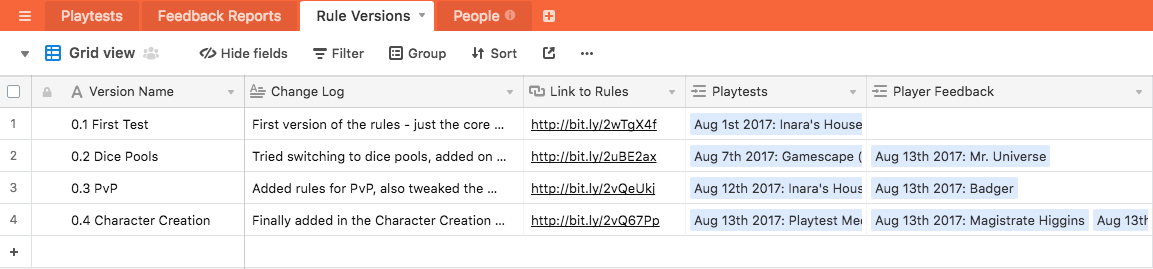 Playtests Feedback Reports Rule Versions People
Grid view Hide fields Filter Group Sort
Version Name Change Log Link to Rules Playtests Player Feedback
1 0.1 First Test First version of the rules - just the core ... http://bit.ly/2wTgX4f Aug 1st 2017: Inara's House
2 0.2 Dice Pools Tried switching to dice pools, added on ... http://bit.ly/2uBE2ax Aug 7th 2017: Gamescape ( Aug 13th 2017: Mr. Universe
3 0.3 PvP Added rules for PvP, also tweaked the ... http://bit.ly/2vQeUki Aug 12th 2017: Inara's Hous Aug 13th 2017: Badger
4 0.4 Character Creation Finally added in the Character Creation ... http://bit.ly/2vQ67Pp Aug 13th 2017: Playtest Mee Aug 13th 2017: Magistrate Higgins Aug 13th